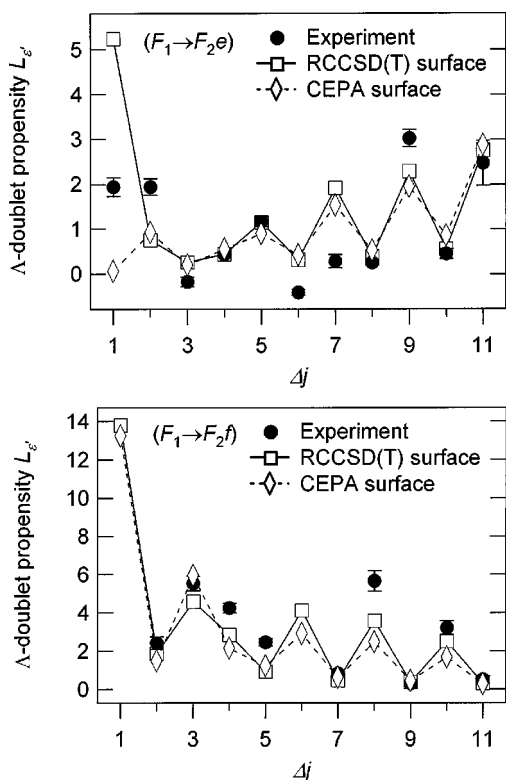 (F₁→F₂e)
Experiment
RCCSD(T) surface
CEPA surface
Λ-doublet propensity Lε'
5
4
3
2
1
0
1
3
5
7
9
11
Δj
(F₁→F₂f)
Experiment
RCCSD(T) surface
CEPA surface
Λ-doublet propensity Lε'
14
12
10
8
6
4
2
0
1
3
5
7
9
11
Δj